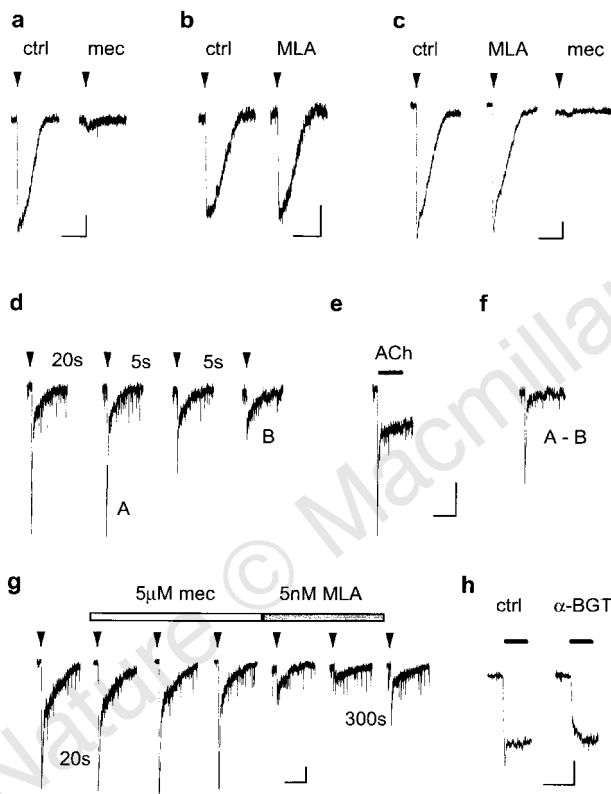 a
ctrl mec
b
ctrl MLA
c
ctrl MLA mec
d
20s 5s 5s
A
B
e
ACh
f
A - B
g
5μM mec 5nM MLA
20s
300s
h
ctrl α-BGT
Nature © Macmillan